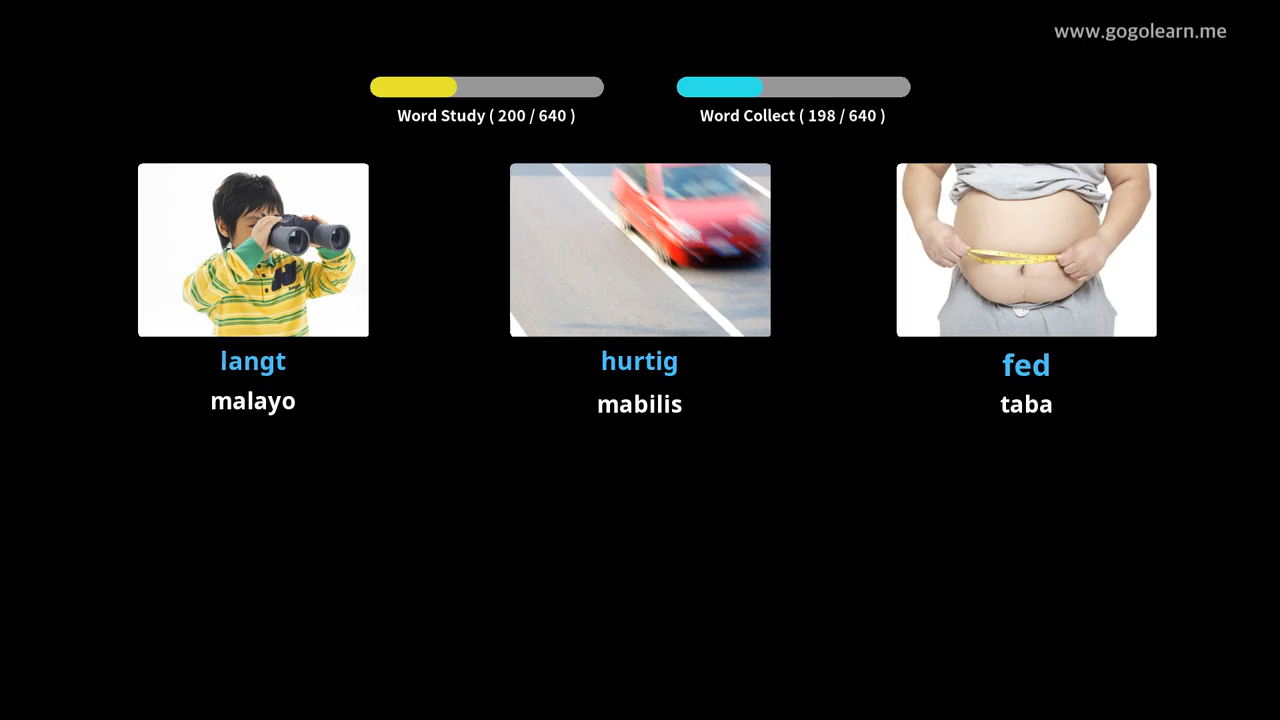 www.gogolearn.me
Word Study ( 200 / 640 )
Word Collect ( 198 / 640 )
langt
hurtig
fed
malayo
mabilis
taba